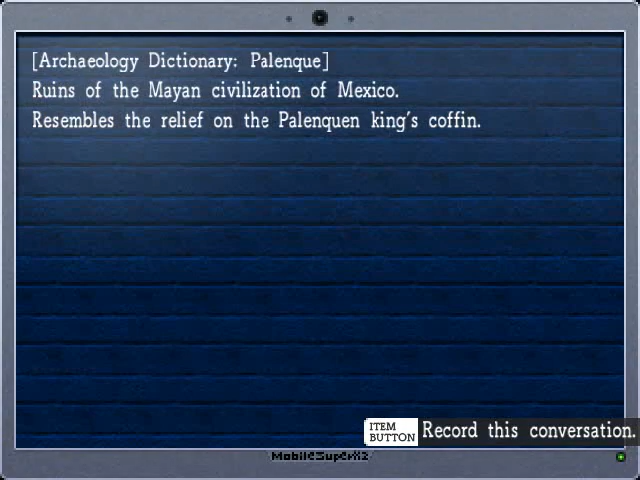 [Archaeology Dictionary: Palenque]
Ruins of the Mayan civilization of Mexico.
Resembles the relief on the Palenquen king's coffin.
ITEM
BUTTON
Record this conversation.
MobileSuperX2